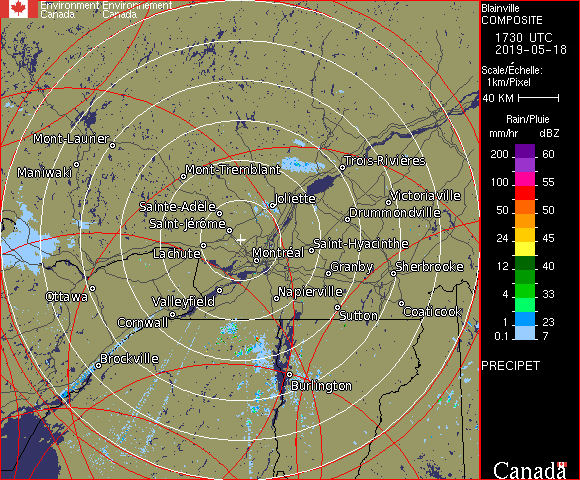 Environment Environnement
Canada Canada
Blainville
COMPOSITE
1730 UTC
2019-05-18
Scale/Échelle:
1km/Pixel
40 KM
Rain/Pluie
mm/hr dBZ
200 60
100 55
50 50
24 45
12 40
4 33
1 23
0.1 7
PRECIPET
Canada
Mont-Laurier
Maniwaki
Mont-Tremblant
Trois-Rivières
Sainte-Adèle
Joliette
Victoriaville
Saint-Jérôme
Drummondville
Lachute
Montréal
Saint-Hyacinthe
Granby
Sherbrooke
Ottawa
Valleyfield
Napierville
Cornwall
Sutton
Coaticook
Brockville
Burlington